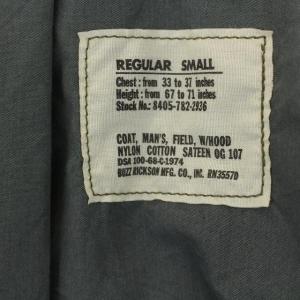 REGULAR SMALL
Chest: from 33 to 37 inches
Height: from 67 to 71 inches
Stock No.: 8405-782-2936
COAT, MAN'S, FIELD, W/HOOD
NYLON COTTON SATEEN OG 107
DSA 100-68-C-1974
BUZZ RICKSON MFG. CO., INC. RN3557D